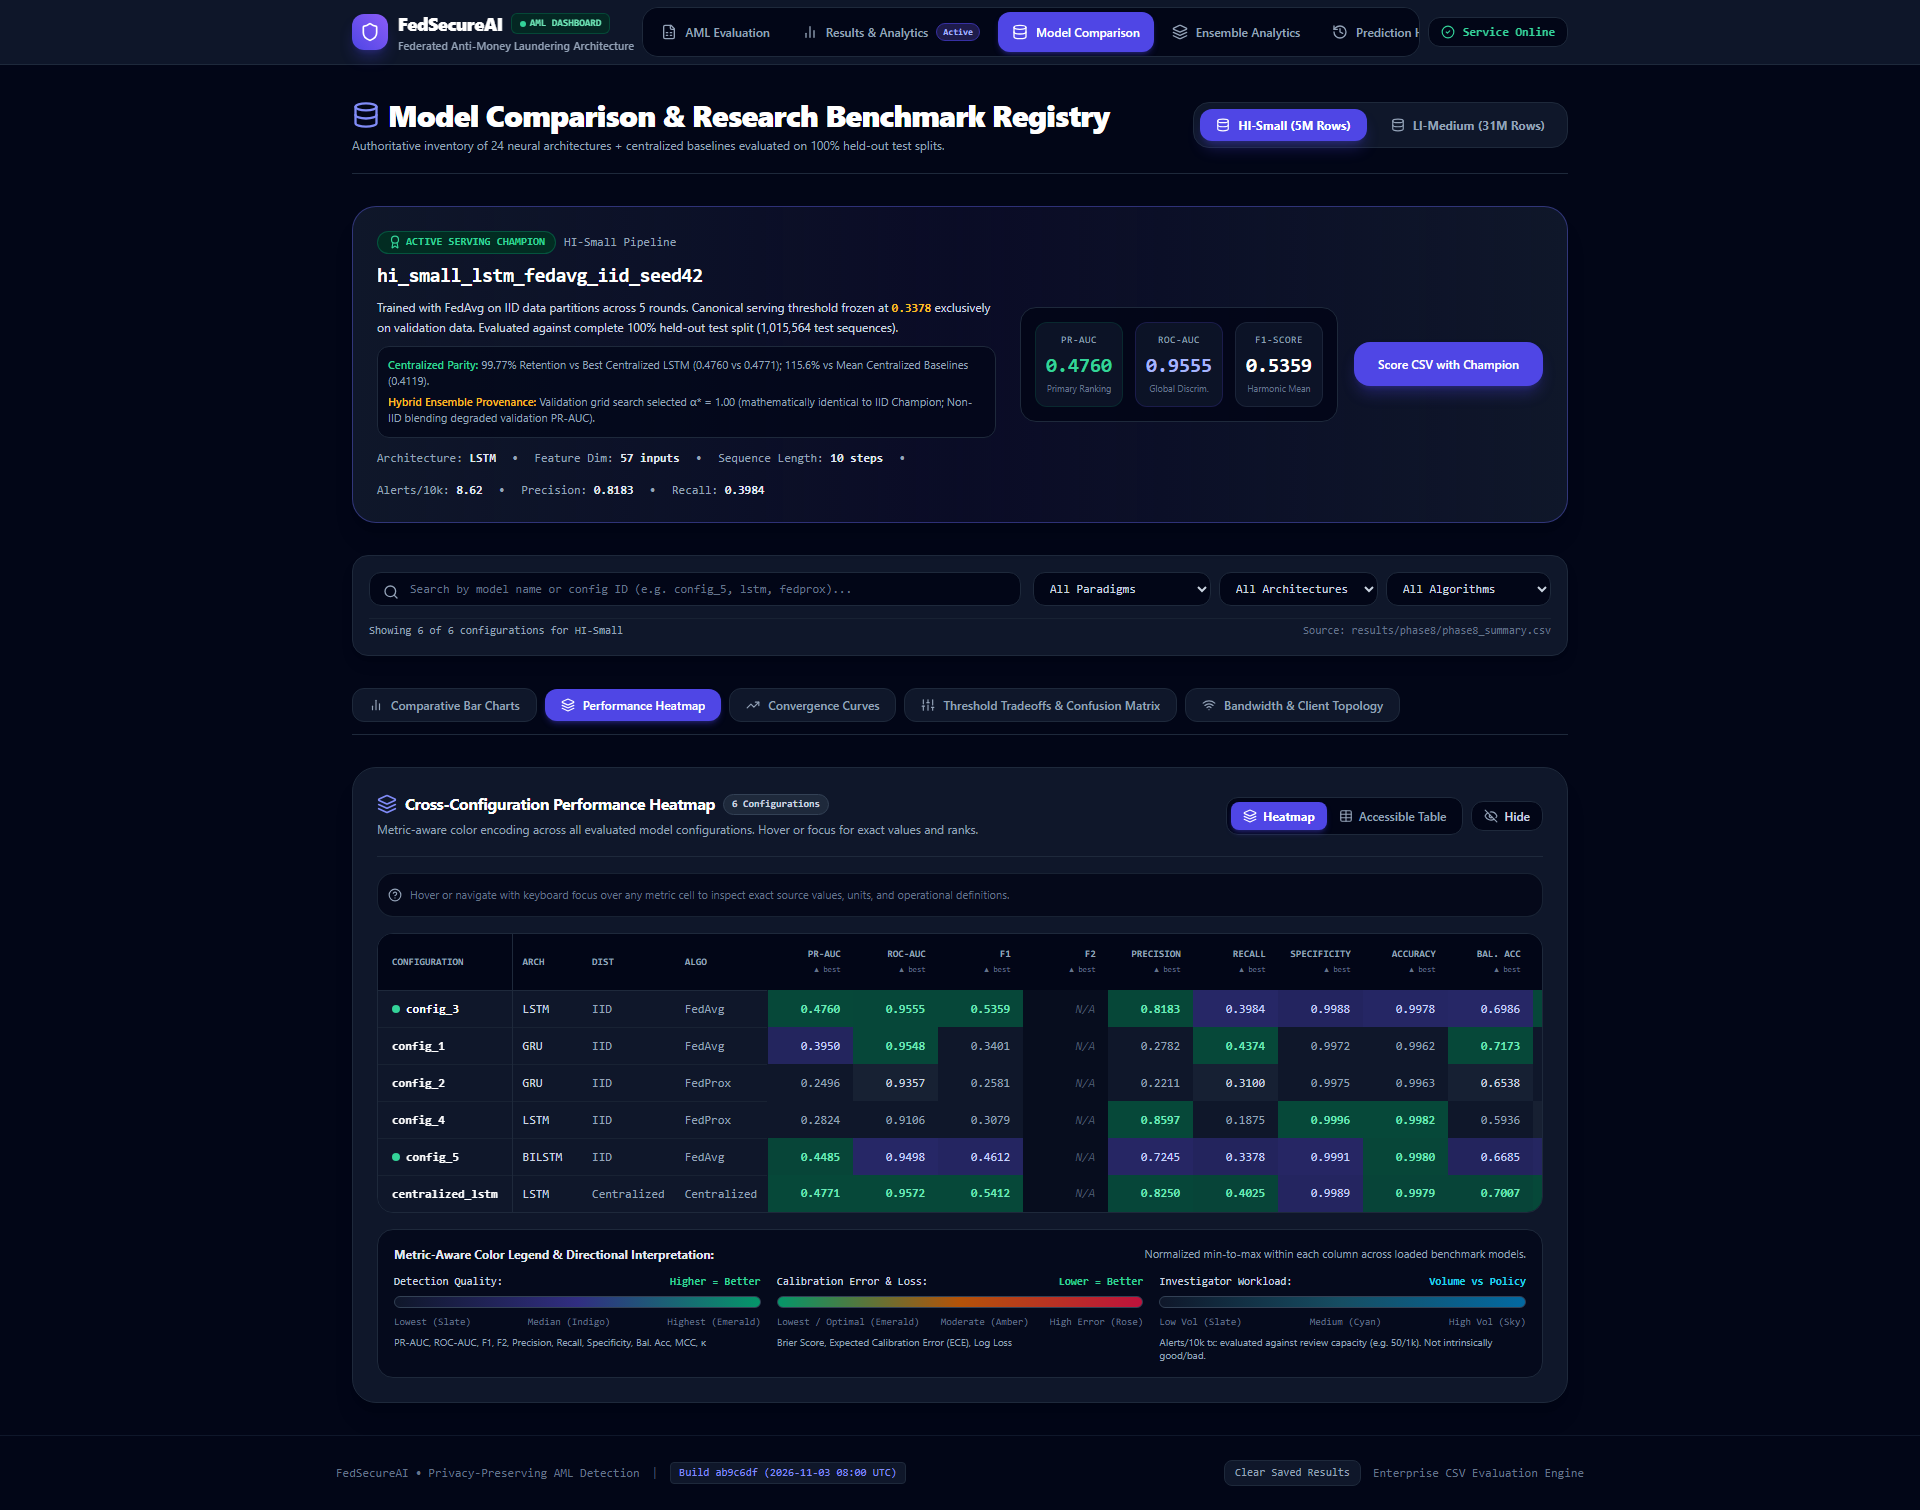 FedSecureAI
AML DASHBOARD
Federated Anti-Money Laundering Architecture
AML Evaluation
Results & Analytics
Active
Model Comparison
Ensemble Analytics
Prediction H
Service Online
Model Comparison & Research Benchmark Registry
Authoritative inventory of 24 neural architectures + centralized baselines evaluated on 100% held-out test splits.
HI-Small (5M Rows)
LI-Medium (31M Rows)
ACTIVE SERVING CHAMPION
HI-Small Pipeline
hi_small_lstm_fedavg_iid_seed42
Trained with FedAvg on IID data partitions across 5 rounds. Canonical serving threshold frozen at 0.3378 exclusively
on validation data. Evaluated against complete 100% held-out test split (1,015,564 test sequences).
Centralized Parity: 99.77% Retention vs Best Centralized LSTM (0.4760 vs 0.4771); 115.6% vs Mean Centralized Baselines
(0.4119).
Hybrid Ensemble Provenance: Validation grid search selected α* = 1.00 (mathematically identical to IID Champion; Non-
IID blending degraded validation PR-AUC).
Architecture: LSTM • Feature Dim: 57 inputs • Sequence Length: 10 steps •
Alerts/10k: 8.62 • Precision: 0.8183 • Recall: 0.3984
PR-AUC
0.4760
Primary Ranking
ROC-AUC
0.9555
Global Discrim.
F1-SCORE
0.5359
Harmonic Mean
Score CSV with Champion
Search by model name or config ID (e.g. config_5, lstm, fedprox)...
All Paradigms
All Architectures
All Algorithms
Showing 6 of 6 configurations for HI-Small
Source: results/phase8/phase8_summary.csv
Comparative Bar Charts
Performance Heatmap
Convergence Curves
Threshold Tradeoffs & Confusion Matrix
Bandwidth & Client Topology
Cross-Configuration Performance Heatmap
6 Configurations
Metric-aware color encoding across all evaluated model configurations. Hover or focus for exact values and ranks.
Heatmap
Accessible Table
Hide
Hover or navigate with keyboard focus over any metric cell to inspect exact source values, units, and operational definitions.
CONFIGURATION ARCH DIST ALGO PR-AUC ROC-AUC F1 F2 PRECISION RECALL SPECIFICITY ACCURACY BAL. ACC
▲ best ▲ best ▲ best ▲ best ▲ best ▲ best ▲ best ▲ best ▲ best
config_3 LSTM IID FedAvg 0.4760 0.9555 0.5359 N/A 0.8183 0.3984 0.9988 0.9978 0.6986
config_1 GRU IID FedAvg 0.3950 0.9548 0.3401 N/A 0.2782 0.4374 0.9972 0.9962 0.7173
config_2 GRU IID FedProx 0.2496 0.9357 0.2581 N/A 0.2211 0.3100 0.9975 0.9963 0.6538
config_4 LSTM IID FedProx 0.2824 0.9106 0.3079 N/A 0.8597 0.1875 0.9996 0.9982 0.5936
config_5 BILSTM IID FedAvg 0.4485 0.9498 0.4612 N/A 0.7245 0.3378 0.9991 0.9980 0.6685
centralized_lstm LSTM Centralized Centralized 0.4771 0.9572 0.5412 N/A 0.8250 0.4025 0.9989 0.9979 0.7007
Metric-Aware Color Legend & Directional Interpretation:
Normalized min-to-max within each column across loaded benchmark models.
Detection Quality: Higher = Better
Lowest (Slate) Median (Indigo) Highest (Emerald)
PR-AUC, ROC-AUC, F1, F2, Precision, Recall, Specificity, Bal. Acc, MCC, κ
Calibration Error & Loss: Lower = Better
Lowest / Optimal (Emerald) Moderate (Amber) High Error (Rose)
Brier Score, Expected Calibration Error (ECE), Log Loss
Investigator Workload: Volume vs Policy
Low Vol (Slate) Medium (Cyan) High Vol (Sky)
Alerts/10k tx: evaluated against review capacity (e.g. 50/1k). Not intrinsically
good/bad.
FedSecureAI • Privacy-Preserving AML Detection |
Build ab9c6df (2026-11-03 08:00 UTC)
Clear Saved Results
Enterprise CSV Evaluation Engine